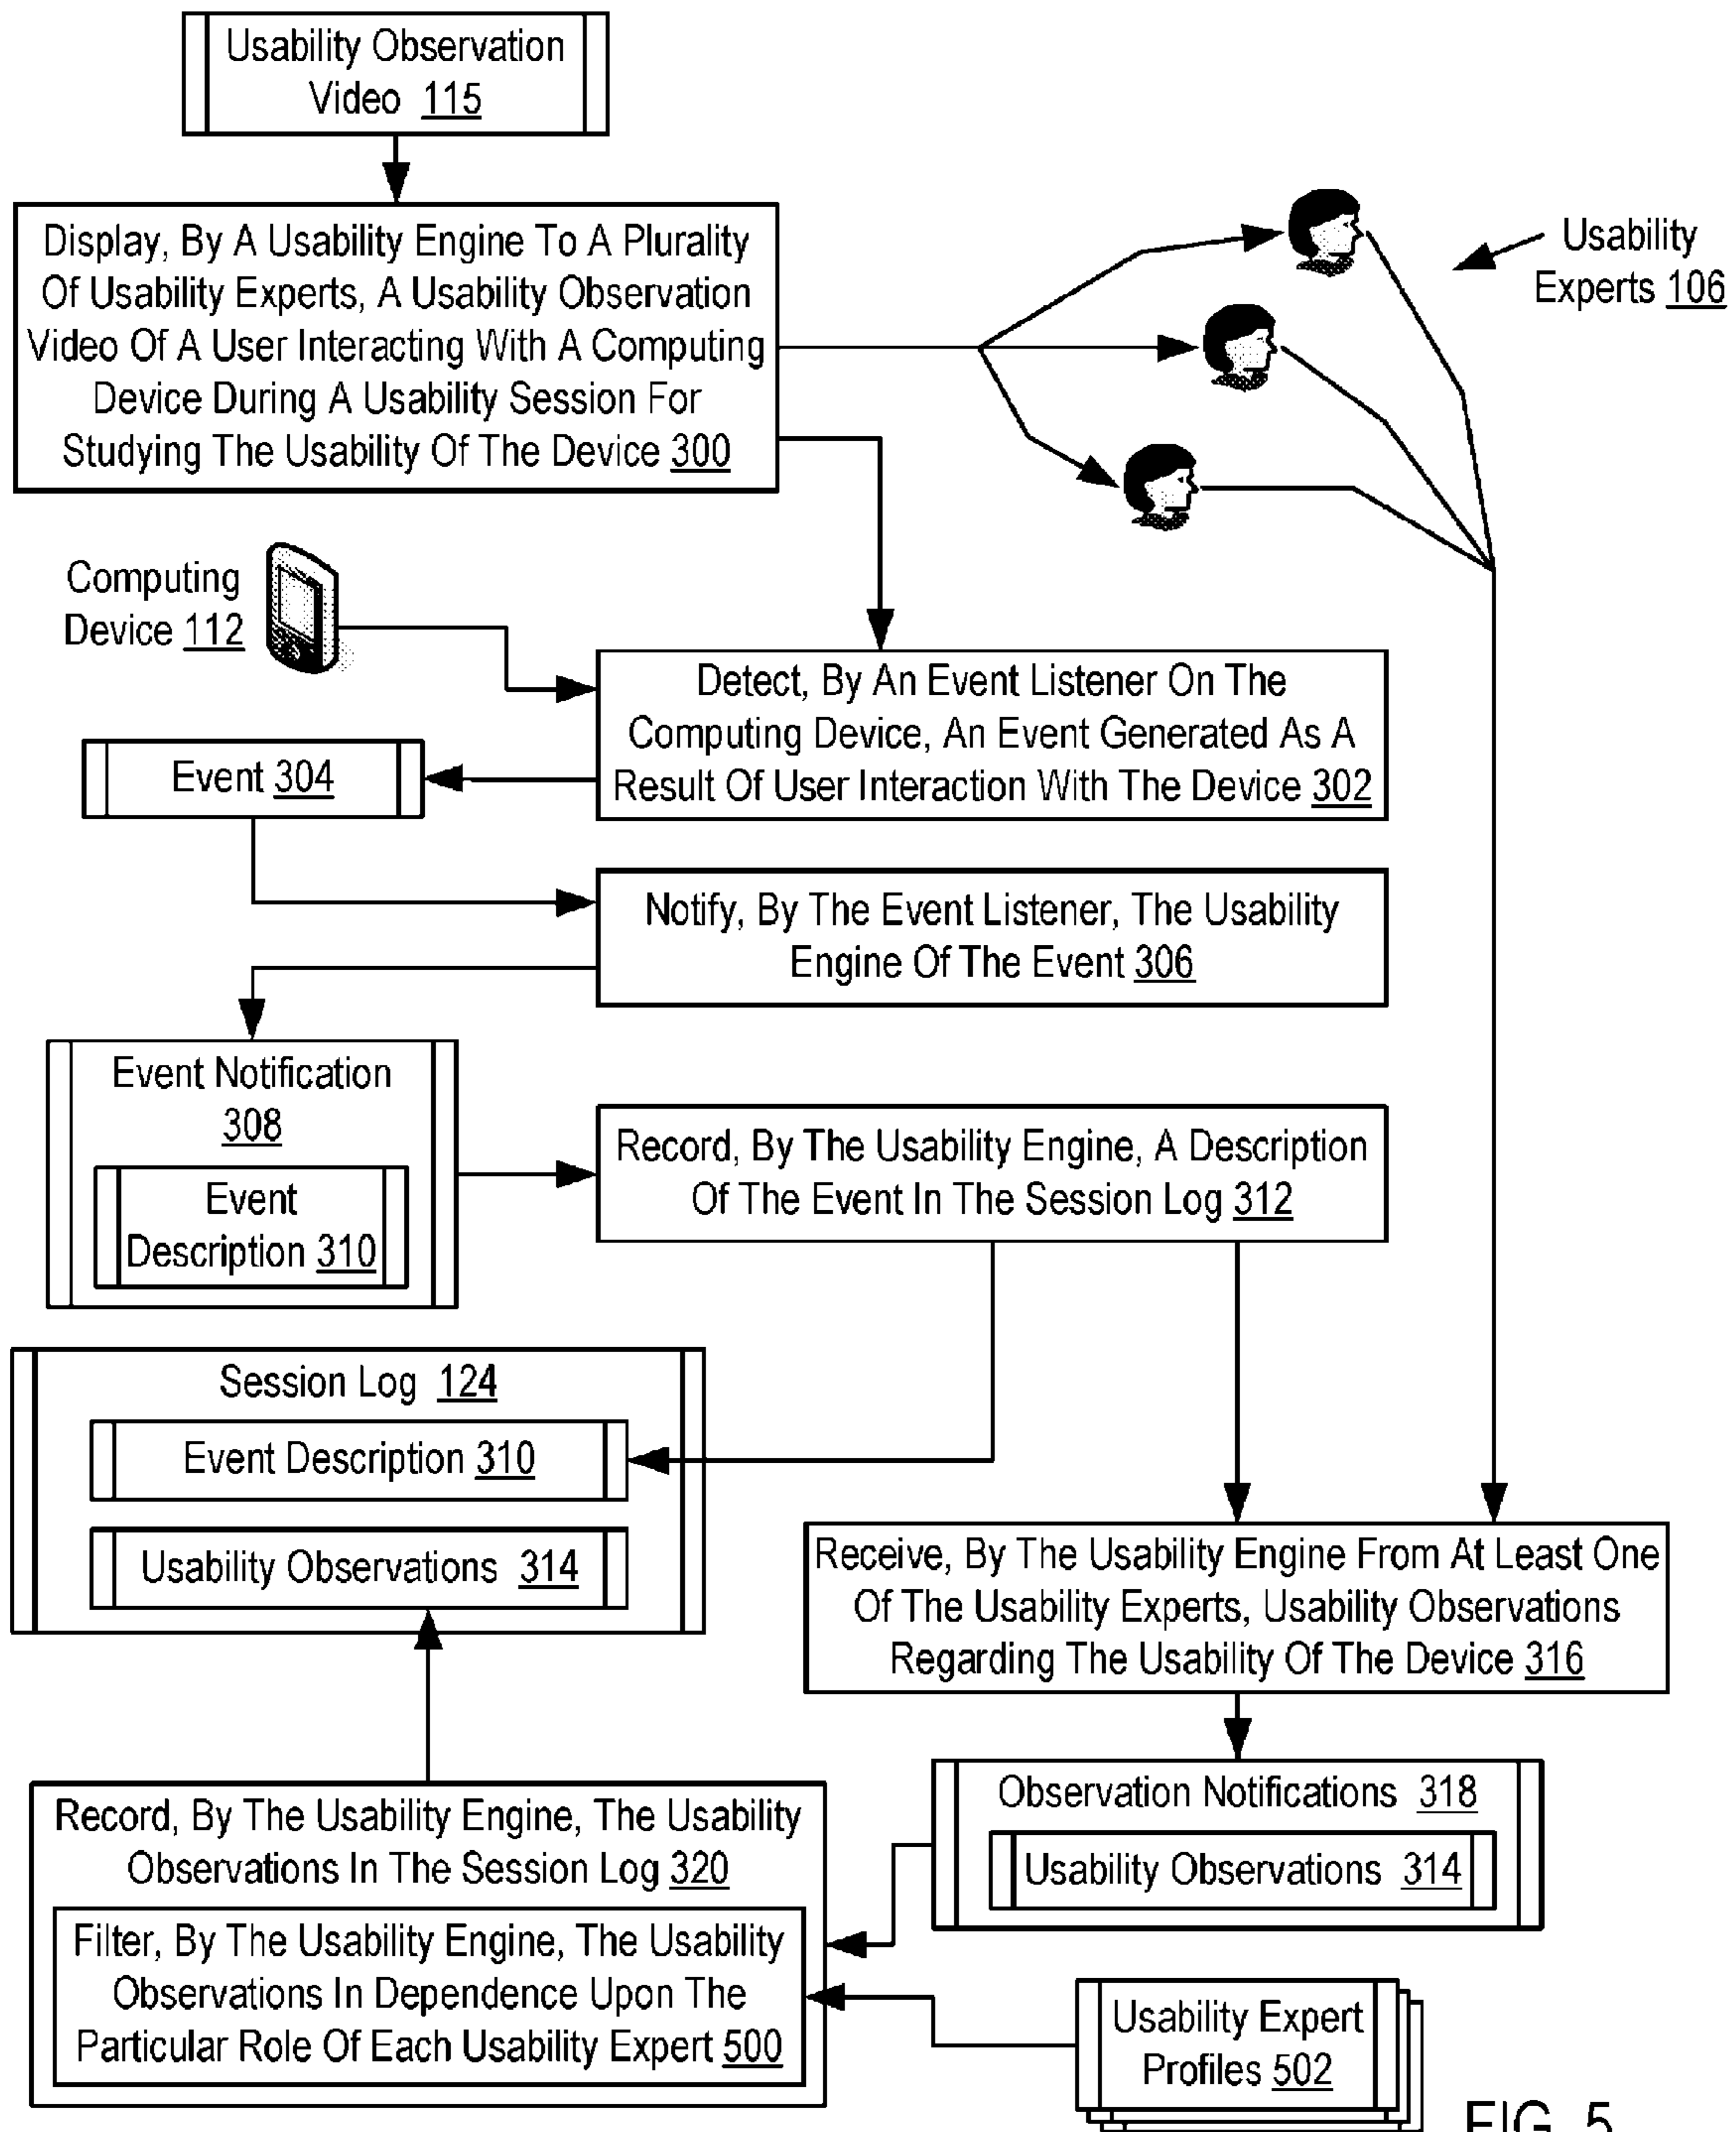 Usability Observation
Video 115
Display, By A Usability Engine To A Plurality
Of Usability Experts, A Usability Observation
Video Of A User Interacting With A Computing
Device During A Usability Session For
Studying The Usability Of The Device 300
Usability
Experts 106
Computing
Device 112
Detect, By An Event Listener On The
Computing Device, An Event Generated As A
Result Of User Interaction With The Device 302
Event 304
Notify, By The Event Listener, The Usability
Engine Of The Event 306
Event Notification
308
Event
Description 310
Record, By The Usability Engine, A Description
Of The Event In The Session Log 312
Session Log 124
Event Description 310
Usability Observations 314
Receive, By The Usability Engine From At Least One
Of The Usability Experts, Usability Observations
Regarding The Usability Of The Device 316
Observation Notifications 318
Usability Observations 314
Record, By The Usability Engine, The Usability
Observations In The Session Log 320
Filter, By The Usability Engine, The Usability
Observations In Dependence Upon The
Particular Role Of Each Usability Expert 500
Usability Expert
Profiles 502
FIG. 5